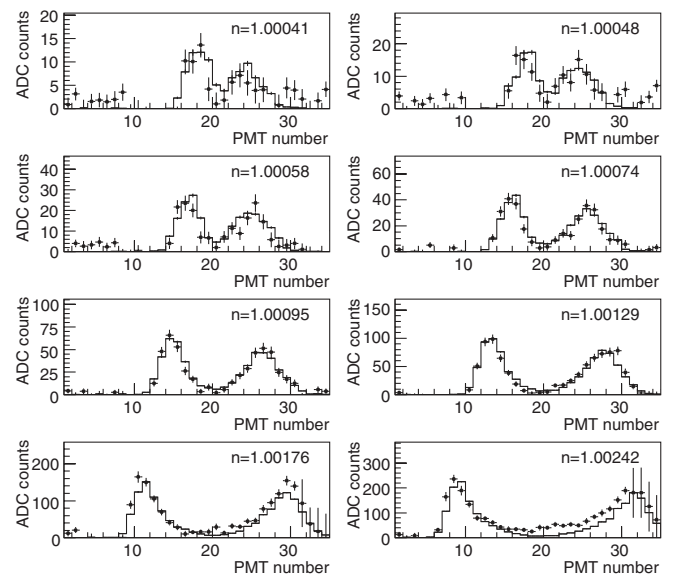 ADC counts
20
15
10
5
0
n=1.00041
10 20 30
PMT number
ADC counts
20
10
0
n=1.00048
10 20 30
PMT number
ADC counts
40
30
20
10
0
n=1.00058
10 20 30
PMT number
ADC counts
60
40
20
0
n=1.00074
10 20 30
PMT number
ADC counts
100
75
50
25
0
n=1.00095
10 20 30
PMT number
ADC counts
150
100
50
0
n=1.00129
10 20 30
PMT number
ADC counts
200
100
0
n=1.00176
10 20 30
PMT number
ADC counts
300
200
100
0
n=1.00242
10 20 30
PMT number